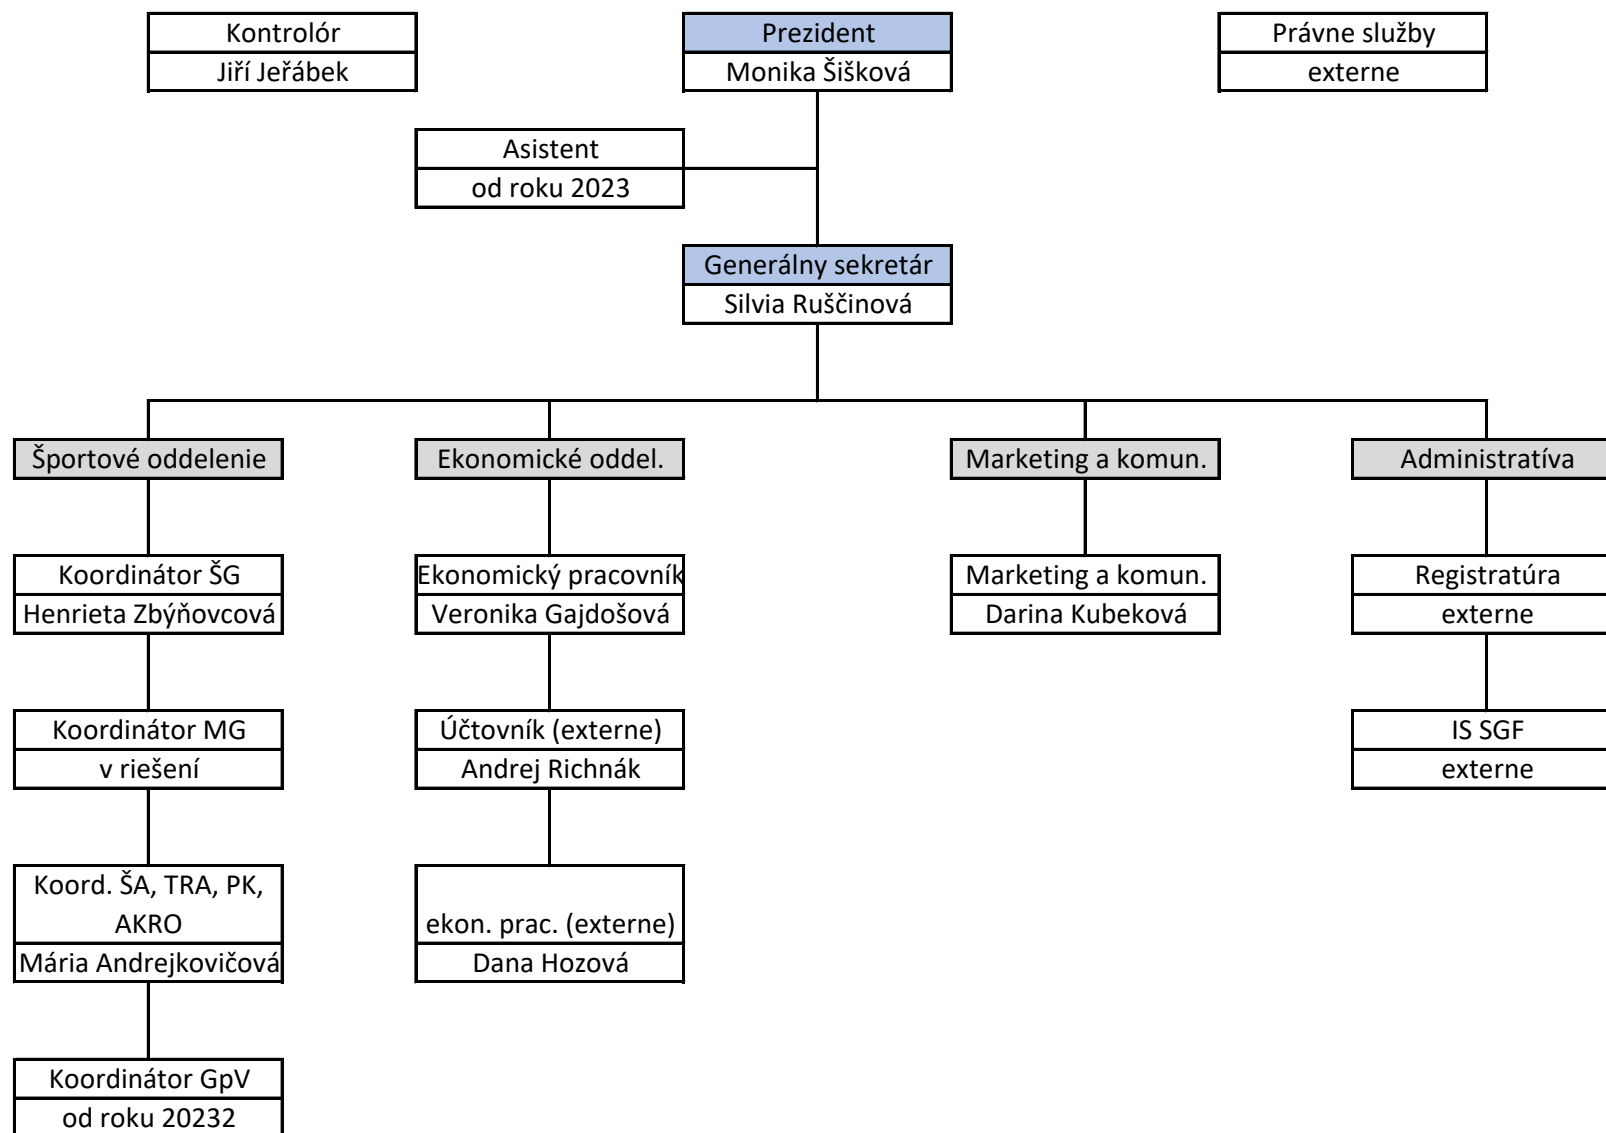 Kontrolór
Jiří Jeřábek
Prezident
Monika Šišková
Právne služby
externe
Asistent
od roku 2023
Generálny sekretár
Silvia Ruščinová
Športové oddelenie
Ekonomické oddel.
Marketing a komun.
Administratíva
Koordinátor ŠG
Henrieta Zbýňovcová
Ekonomický pracovník
Veronika Gajdošová
Marketing a komun.
Darina Kubeková
Registratúra
externe
Koordinátor MG
v riešení
Účtovník (externe)
Andrej Richnák
IS SGF
externe
Koord. ŠA, TRA, PK,
AKRO
Mária Andrejkovičová
ekon. prac. (externe)
Dana Hozová
Koordinátor GpV
od roku 20232